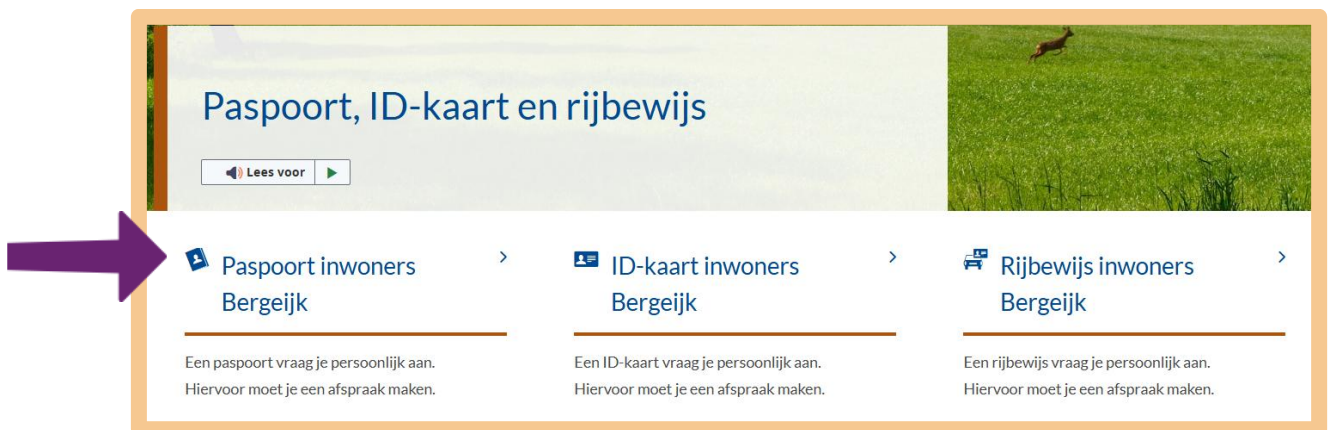 Paspoort, ID-kaart en rijbewijs
Lees voor
Paspoort inwoners
Bergeijk
Een paspoort vraag je persoonlijk aan.
Hiervoor moet je een afspraak maken.
ID-kaart inwoners
Bergeijk
Een ID-kaart vraag je persoonlijk aan.
Hiervoor moet je een afspraak maken.
Rijbewijs inwoners
Bergeijk
Een rijbewijs vraag je persoonlijk aan.
Hiervoor moet je een afspraak maken.